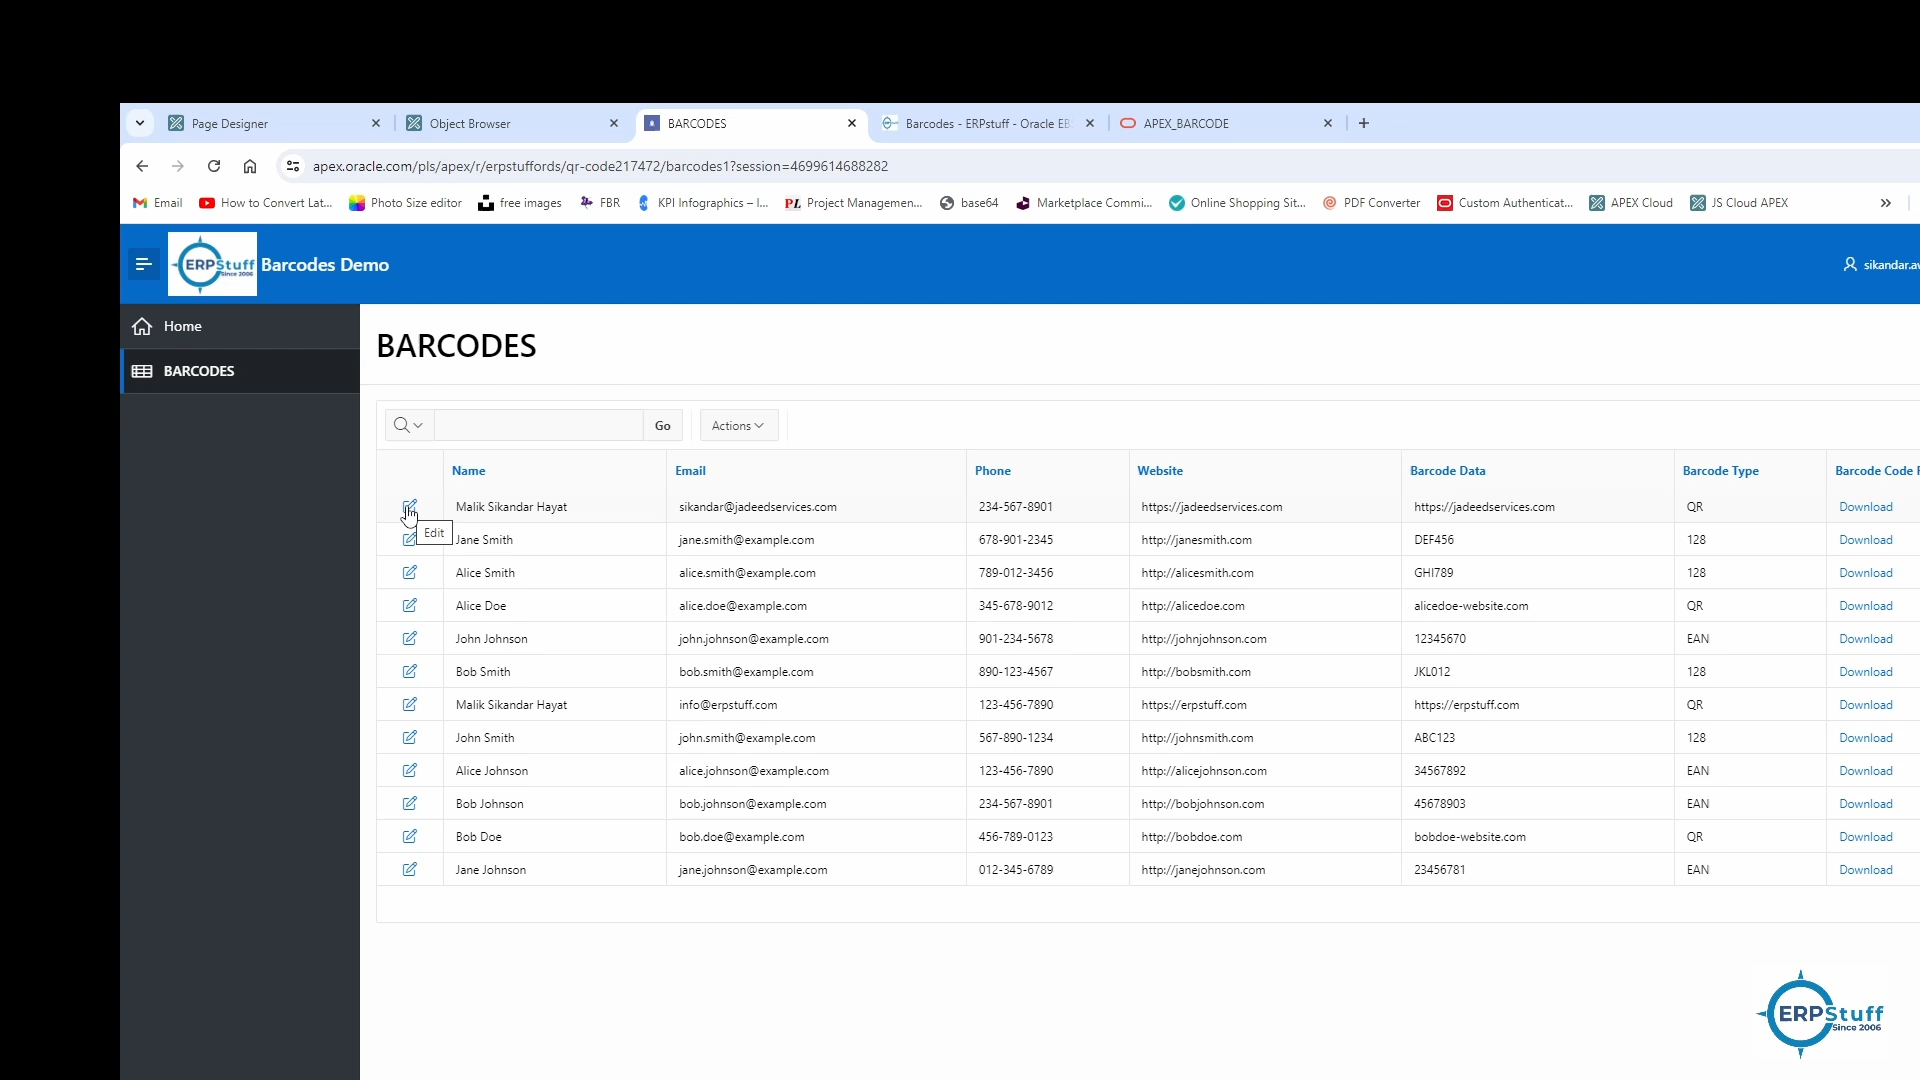 Page Designer
Object Browser
BARCODES
Barcodes - ERPstuff - Oracle EB
APEX_BARCODE
apex.oracle.com/pls/apex/r/erpstuffords/qr-code217472/barcodes1?session=4699614688282
Email
How to Convert Lat...
Photo Size editor
free images
FBR
KPI Infographics – I...
PL Project Managemen...
base64
Marketplace Commi...
Online Shopping Sit...
PDF Converter
Custom Authenticat...
APEX Cloud
JS Cloud APEX
ERPStuff
Since 2006
Barcodes Demo
sikandar.a
Home
BARCODES
BARCODES
Go
Actions
Name Email Phone Website Barcode Data Barcode Type Barcode Code
Malik Sikandar Hayat sikandar@jadeedservices.com 234-567-8901 https://jadeedservices.com https://jadeedservices.com QR Download
Edit
Jane Smith jane.smith@example.com 678-901-2345 http://janesmith.com DEF456 128 Download
Alice Smith alice.smith@example.com 789-012-3456 http://alicesmith.com GHI789 128 Download
Alice Doe alice.doe@example.com 345-678-9012 http://alicedoe.com alicedoe-website.com QR Download
John Johnson john.johnson@example.com 901-234-5678 http://johnjohnson.com 12345670 EAN Download
Bob Smith bob.smith@example.com 890-123-4567 http://bobsmith.com JKL012 128 Download
Malik Sikandar Hayat info@erpstuff.com 123-456-7890 https://erpstuff.com https://erpstuff.com QR Download
John Smith john.smith@example.com 567-890-1234 http://johnsmith.com ABC123 128 Download
Alice Johnson alice.johnson@example.com 123-456-7890 http://alicejohnson.com 34567892 EAN Download
Bob Johnson bob.johnson@example.com 234-567-8901 http://bobjohnson.com 45678903 EAN Download
Bob Doe bob.doe@example.com 456-789-0123 http://bobdoe.com bobdoe-website.com QR Download
Jane Johnson jane.johnson@example.com 012-345-6789 http://janejohnson.com 23456781 EAN Download
ERPStuff
Since 2006